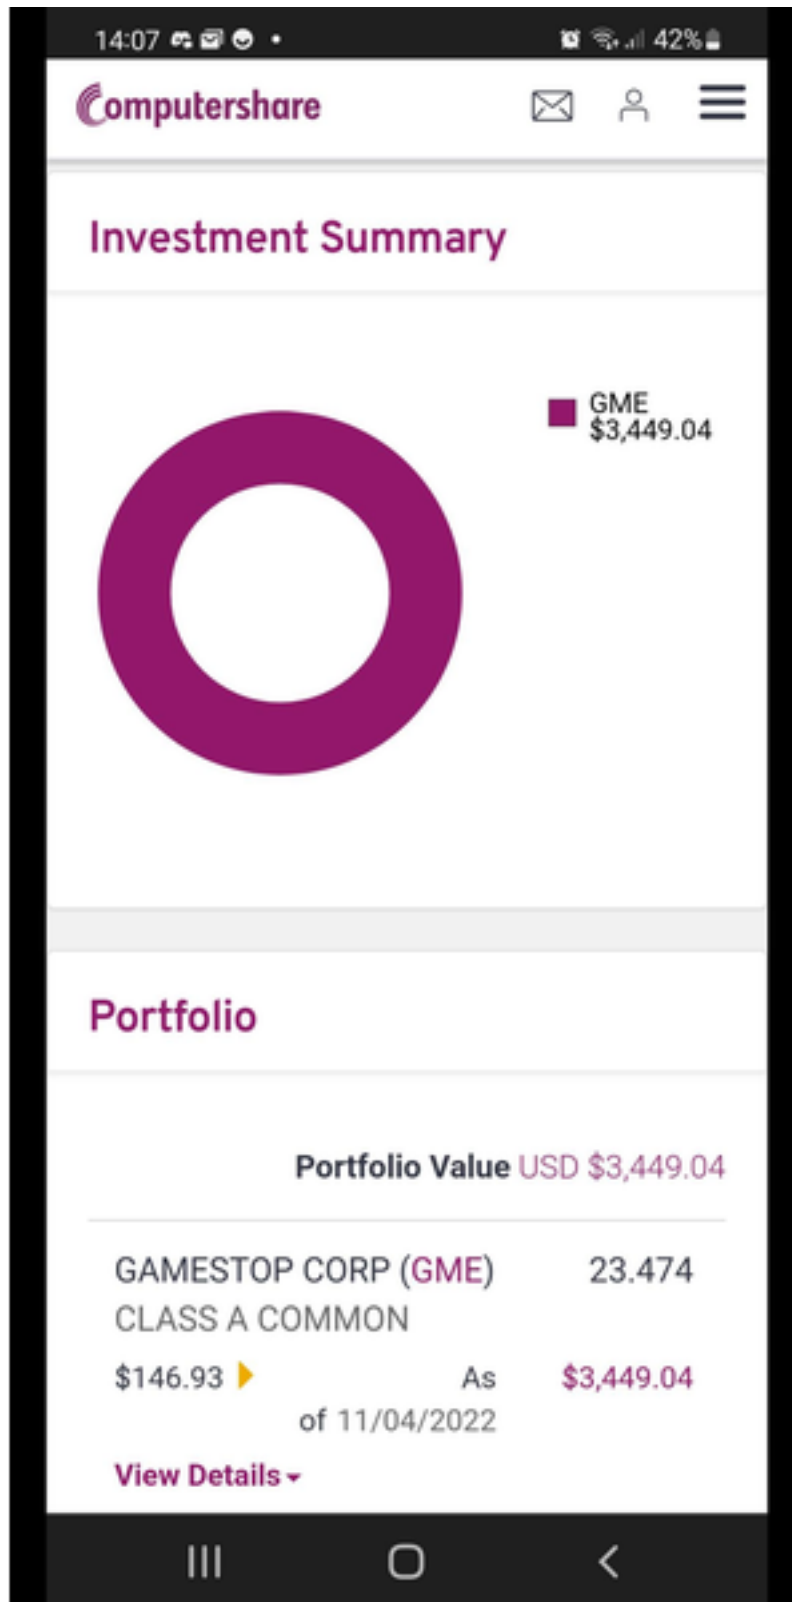 14:07 42%
Computershare
Investment Summary
GME
$3,449.04
Portfolio
Portfolio Value USD $3,449.04
GAMESTOP CORP (GME) 23.474
CLASS A COMMON
$146.93 As $3,449.04
of 11/04/2022
View Details